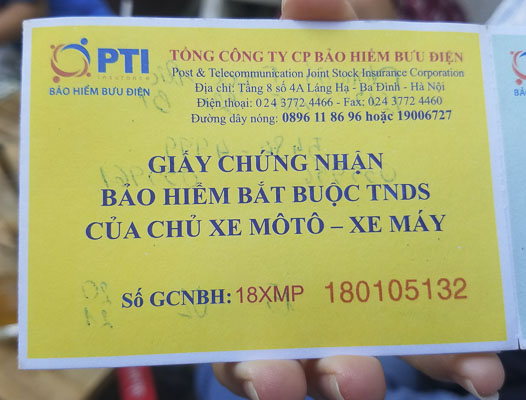 PTI
INSURANCE
BẢO HIỂM BƯU ĐIỆN
TỔNG CÔNG TY CP BẢO HIỂM BƯU ĐIỆN
Post & Telecommunication Joint Stock Insurance Corporation
Địa chỉ: Tầng 8 số 4A Láng Hạ - Ba Đình - Hà Nội
Điện thoại: 024 3772 4466 - Fax: 024 3772 4460
Đường dây nóng: 0896 11 86 96 hoặc 19006727
GIẤY CHỨNG NHẬN
BẢO HIỂM BẮT BUỘC TNDS
CỦA CHỦ XE MÔTÔ – XE MÁY
Số GCNBH: 18XMP 180105132